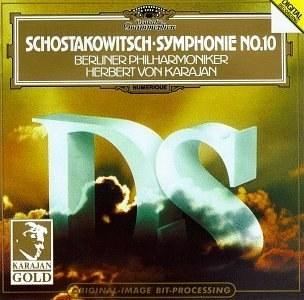 Deutsche
Grammophon
DIGITAL
SCHOSTAKOWITSCH·SYMPHONIE NO.10
BERLINER PHILHARMONIKER
HERBERT VON KARAJAN
NUMERIQUE
DS
KARAJAN
GOLD
ORIGINAL-IMAGE BIT-PROCESSING